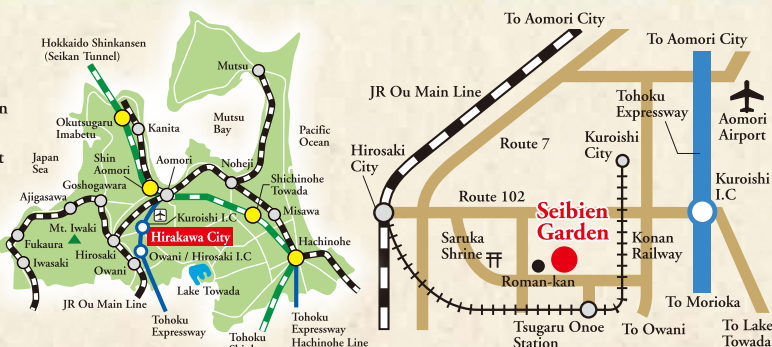 Hokkaido Shinkansen
(Seikan Tunnel)
Mutsu
Okutsugaru
Imabetu
Kanita
Mutsu
Bay
Pacific
Ocean
Japan
Sea
Shin
Aomori
Aomori
Noheji
Shichinohe
Towada
Goshogawara
Ajigasawa
Misawa
Mt. Iwaki
Kuroishi I.C
Hirakawa City
Hachinohe
Fukaura
Hirosaki
Iwasaki
Owani
Owani / Hirosaki I.C
Lake Towada
JR Ou Main Line
Tohoku
Expressway
Tohoku
Tohoku
Expressway
Hachinohe Line
To Aomori City
To Aomori City
JR Ou Main Line
Tohoku
Expressway
Aomori
Airport
Route 7
Kuroishi
City
Hirosaki
City
Kuroishi
I.C
Route 102
Seibien
Garden
Saruka
Shrine
Konan
Railway
Roman-kan
To Morioka
Tsugaru Onoe
Station
To Owani
To Lake
Towada